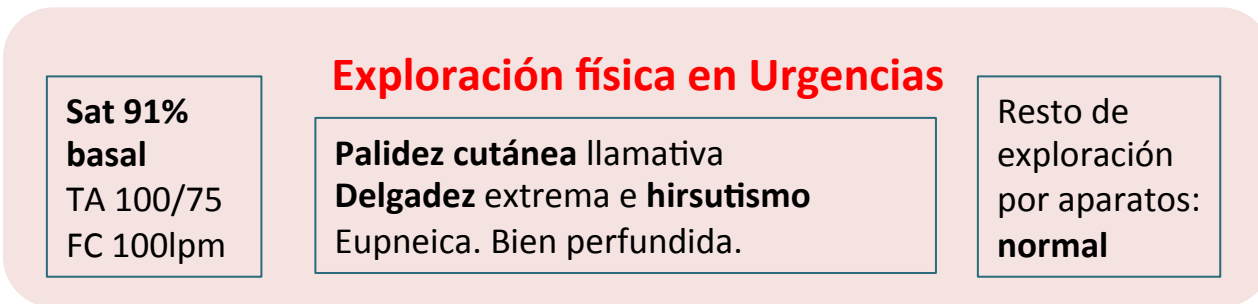 Exploración física en Urgencias
Sat 91%
basal
TA 100/75
FC 100lpm
Palidez cutánea llamativa
Delgadez extrema e hirsutismo
Eupneica. Bien perfundida.
Resto de
exploración
por aparatos:
normal